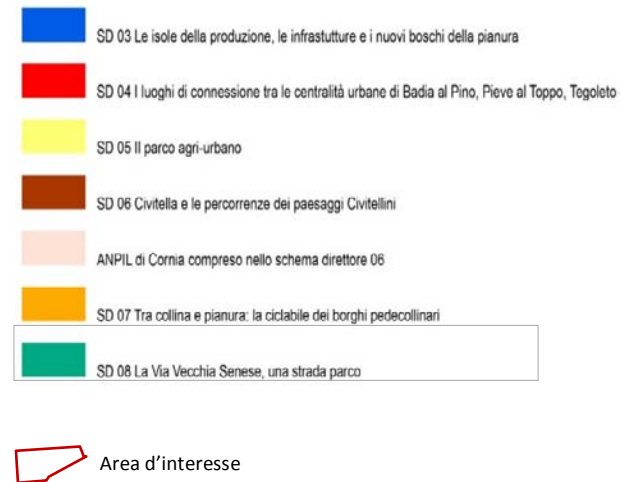 SD 03 Le isole della produzione, le infrastutture e i nuovi boschi della pianura
SD 04 I luoghi di connessione tra le centralità urbane di Badia al Pino, Pieve al Toppo, Tegoleto
SD 05 Il parco agri-urbano
SD 06 Civitella e le percorrenze dei paesaggi Civitellini
ANPIL di Cornia compreso nello schema direttore 06
SD 07 Tra collina e pianura: la ciclabile dei borghi pedecollinari
SD 08 La Via Vecchia Senese, una strada parco
Area d'interesse